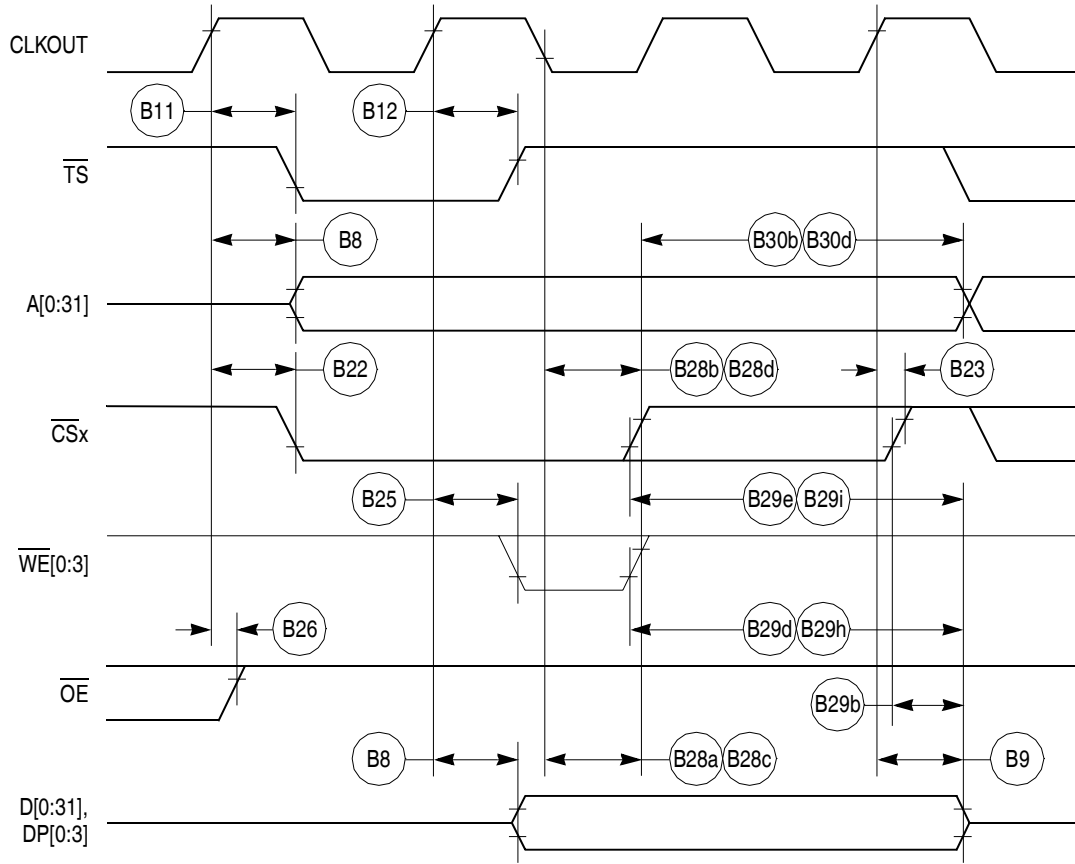 CLKOUT
B11
B12
TS
B8
B30b B30d
A[0:31]
B22
B28b B28d
B23
CSx
B25
B29e B29i
WE[0:3]
B26
B29d B29h
OE
B29b
B8
B28a B28c
B9
D[0:31],
DP[0:3]